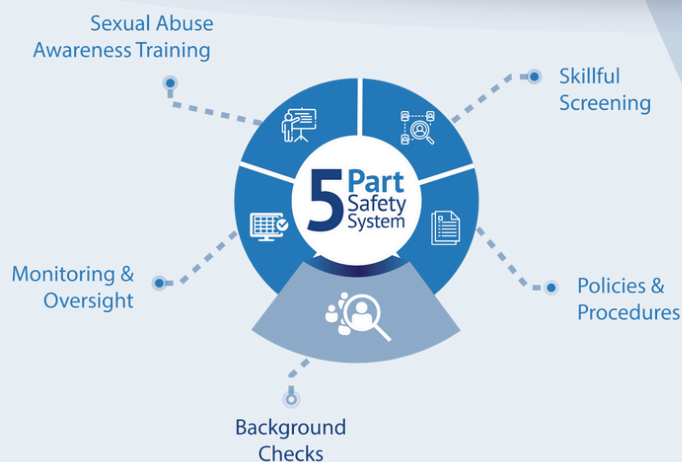 Sexual Abuse
Awareness Training
Skillful
Screening
5 Part
Safety
System
Monitoring &
Oversight
Policies &
Procedures
Background
Checks